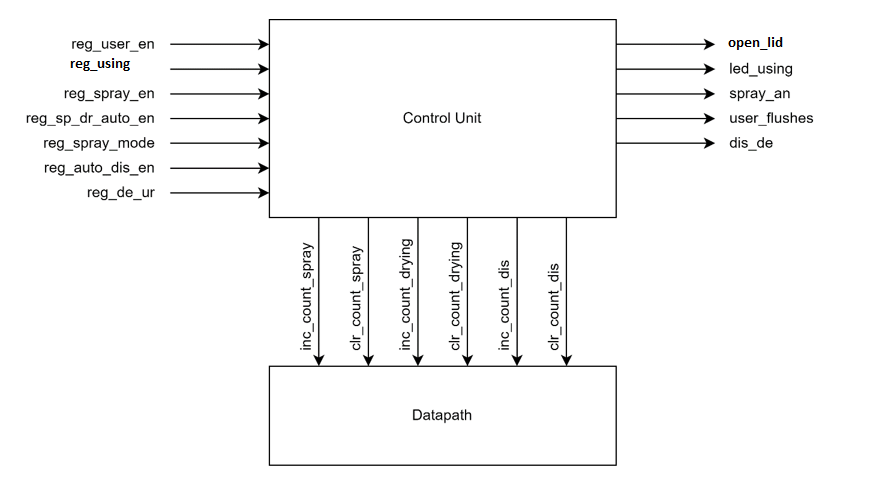 reg_user_en
reg_using
reg_spray_en
reg_sp_dr_auto_en
reg_spray_mode
reg_auto_dis_en
reg_de_ur
Control Unit
open_lid
led_using
spray_an
user_flushes
dis_de
inc_count_spray
clr_count_spray
inc_count_drying
clr_count_drying
inc_count_dis
clr_count_dis
Datapath